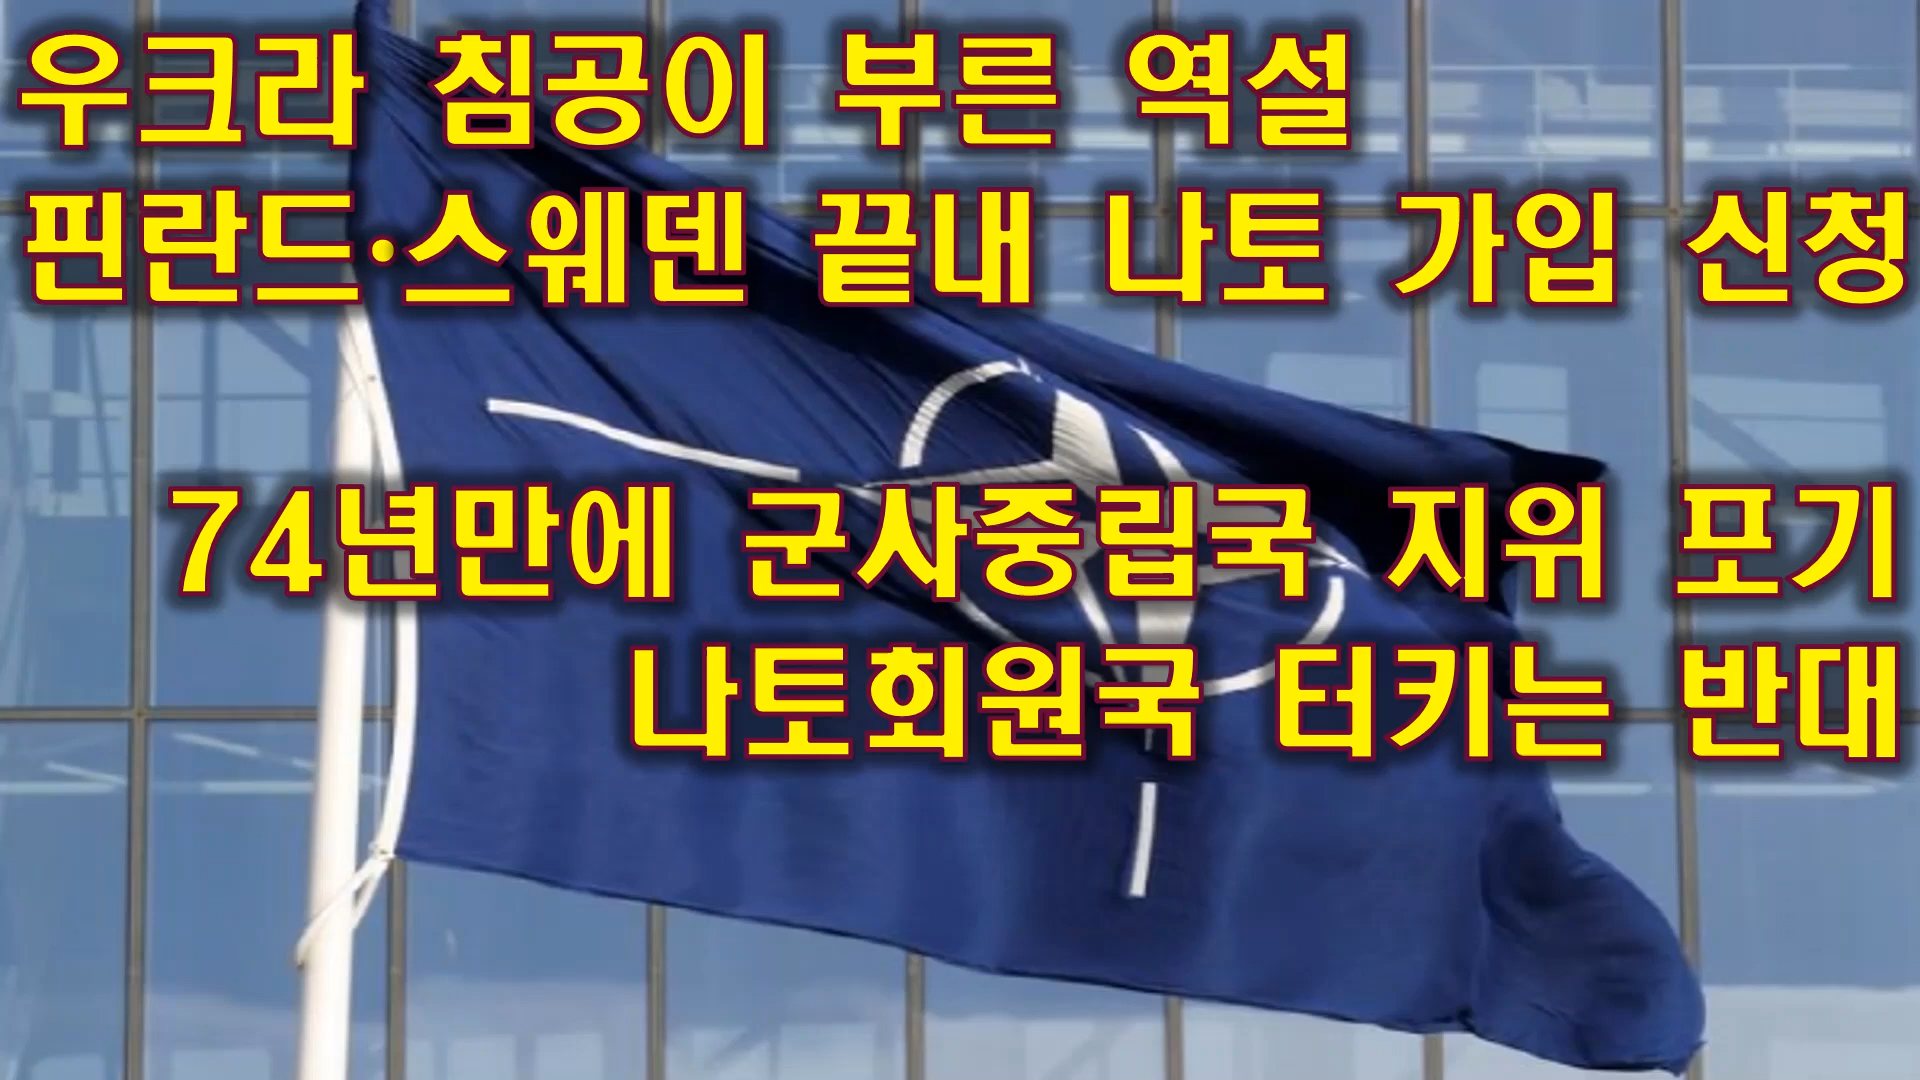 우크라 침공이 부른 역설
핀란드·스웨덴 끝내 나토 가입 신청
74년만에 군사중립국 지위 포기
나토회원국 터키는 반대